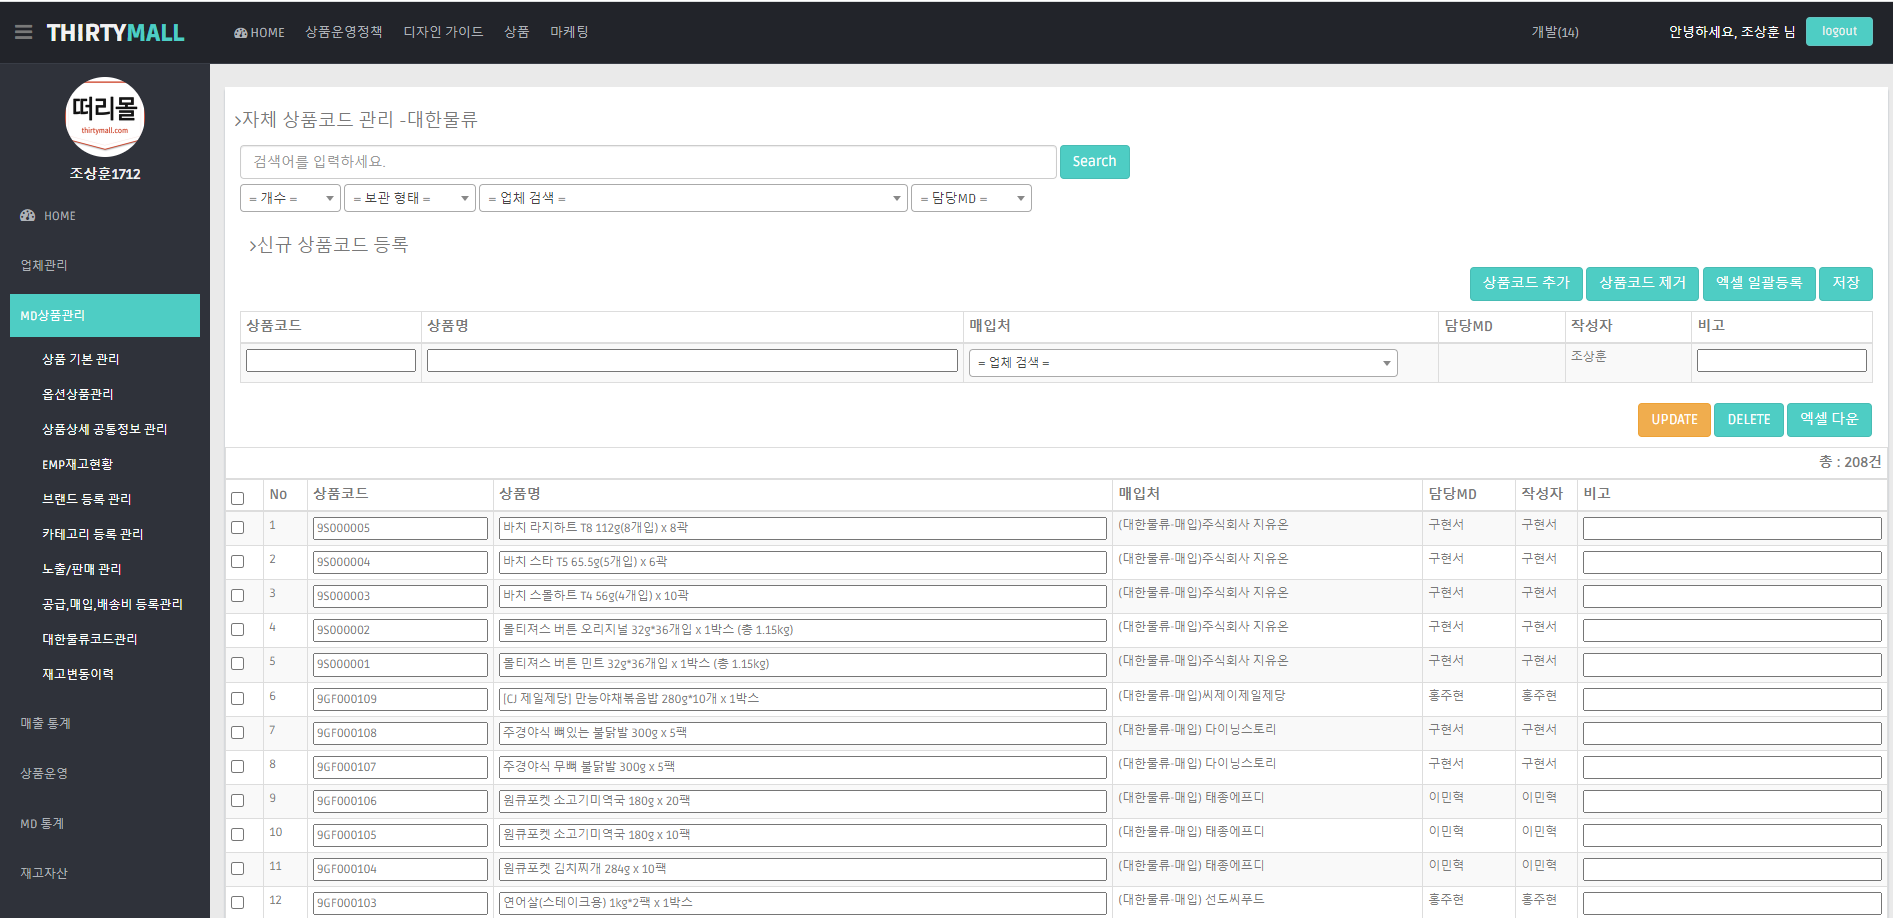 THIRTYMALL
HOME 상품운영정책 디자인 가이드 상품 마케팅
개발(14)
안녕하세요, 조상훈 님
logout
떠리몰
thirtymall.com
조상훈1712
HOME
업체관리
MD상품관리
상품 기본 관리
옵션상품관리
상품상세 공통정보 관리
EMP재고현황
브랜드 등록 관리
카테고리 등록 관리
노출/판매 관리
공급,매입,배송비 등록관리
대한물류코드관리
재고변동이력
매출 통계
상품운영
MD 통계
재고자산
>자체 상품코드 관리 -대한물류
검색어를 입력하세요.
Search
= 개수 = = 보관 형태 = = 업체 검색 = = 담당MD =
>신규 상품코드 등록
상품코드 추가 상품코드 제거 엑셀 일괄등록 저장
상품코드 상품명 매입처 담당MD 작성자 비고
= 업체 검색 = 조상훈
UPDATE DELETE 엑셀 다운
총 : 208건
No 상품코드 상품명 매입처 담당MD 작성자 비고
1 9S000005 바치 라지하트 T8 112g(8개입) x 8곽 (대한물류-매입)주식회사 지유온 구현서 구현서
2 9S000004 바치 스타 T5 65.5g(5개입) x 6곽 (대한물류-매입)주식회사 지유온 구현서 구현서
3 9S000003 바치 스몰하트 T4 56g(4개입) x 10곽 (대한물류-매입)주식회사 지유온 구현서 구현서
4 9S000002 몰티져스 버튼 오리지널 32g*36개입 x 1박스 (총 1.15kg) (대한물류-매입)주식회사 지유온 구현서 구현서
5 9S000001 몰티져스 버튼 민트 32g*36개입 x 1박스 (총 1.15kg) (대한물류-매입)주식회사 지유온 구현서 구현서
6 9GF000109 [CJ 제일제당] 만능야채볶음밥 280g*10개 x 1박스 (대한물류-매입)씨제이제일제당 홍주현 홍주현
7 9GF000108 주경야식 뼈있는 불닭발 300g x 5팩 (대한물류-매입) 다이닝스토리 구현서 구현서
8 9GF000107 주경야식 무뼈 불닭발 300g x 5팩 (대한물류-매입) 다이닝스토리 구현서 구현서
9 9GF000106 원큐포켓 소고기미역국 180g x 20팩 (대한물류-매입) 태종에프디 이민혁 이민혁
10 9GF000105 원큐포켓 소고기미역국 180g x 10팩 (대한물류-매입) 태종에프디 이민혁 이민혁
11 9GF000104 원큐포켓 김치찌개 284g x 10팩 (대한물류-매입) 태종에프디 이민혁 이민혁
12 9GF000103 연어살(스테이크용) 1kg*2팩 x 1박스 (대한물류-매입) 선도씨푸드 홍주현 홍주현